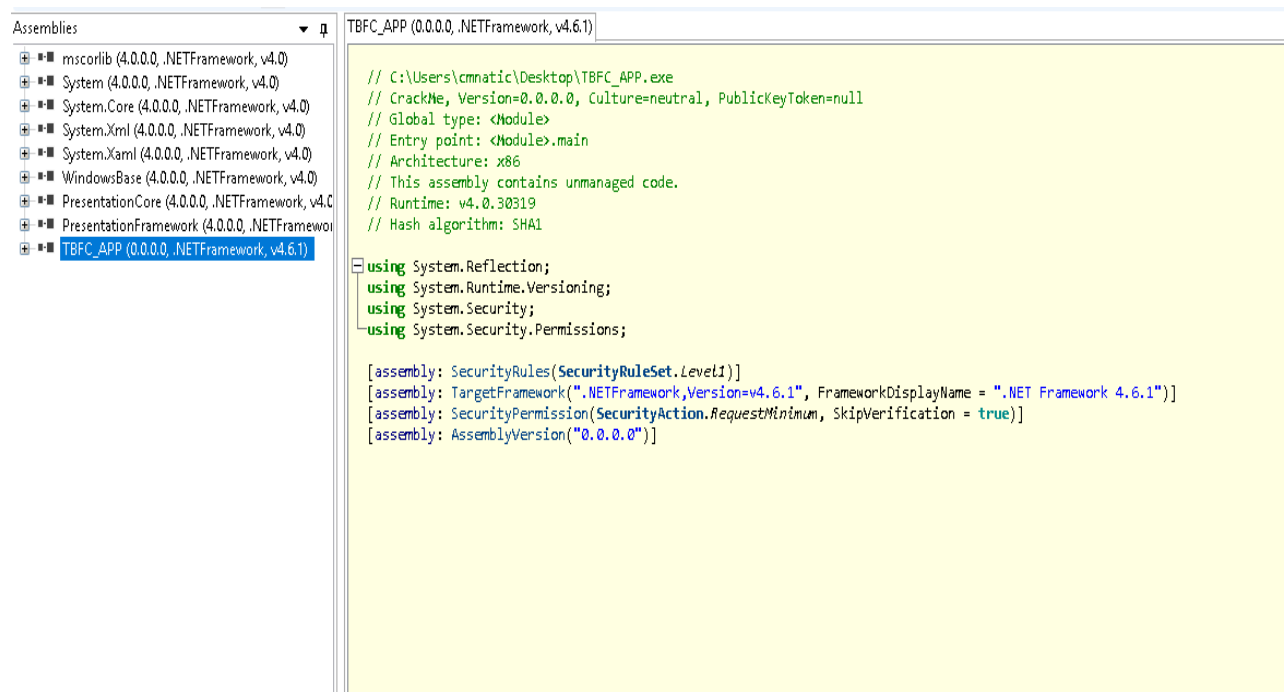 Assemblies
TBFC_APP (0.0.0.0, .NETFramework, v4.6.1)
mscorlib (4.0.0.0, .NETFramework, v4.0)
System (4.0.0.0, .NETFramework, v4.0)
System.Core (4.0.0.0, .NETFramework, v4.0)
System.Xml (4.0.0.0, .NETFramework, v4.0)
System.Xaml (4.0.0.0, .NETFramework, v4.0)
WindowsBase (4.0.0.0, .NETFramework, v4.0)
PresentationCore (4.0.0.0, .NETFramework, v4.0
PresentationFramework (4.0.0.0, .NETFramewor
TBFC_APP (0.0.0.0, .NETFramework, v4.6.1)
// C:\Users\cmnatic\Desktop\TBFC_APP.exe
// CrackMe, Version=0.0.0.0, Culture=neutral, PublicKeyToken=null
// Global type: <Module>
// Entry point: <Module>.main
// Architecture: x86
// This assembly contains unmanaged code.
// Runtime: v4.0.30319
// Hash algorithm: SHA1
using System.Reflection;
using System.Runtime.Versioning;
using System.Security;
using System.Security.Permissions;
[assembly: SecurityRules(SecurityRuleSet.Level1)]
[assembly: TargetFramework(".NETFramework,Version=v4.6.1", FrameworkDisplayName = ".NET Framework 4.6.1")]
[assembly: SecurityPermission(SecurityAction.RequestMinimum, SkipVerification = true)]
[assembly: AssemblyVersion("0.0.0.0")]